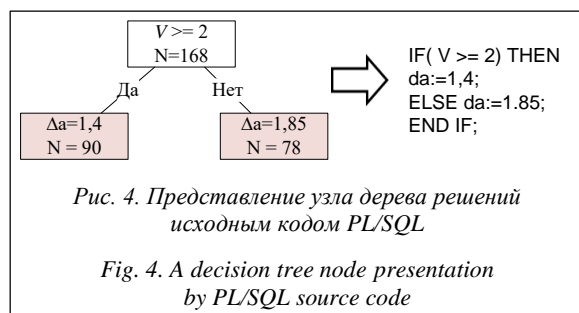 V >= 2
N=168
Да
Нет
Δa=1,4
N = 90
Δa=1,85
N = 78
IF( V >= 2) THEN
da:=1,4;
ELSE da:=1.85;
END IF;
Рис. 4. Представление узла дерева решений
исходным кодом PL/SQL
Fig. 4. A decision tree node presentation
by PL/SQL source code